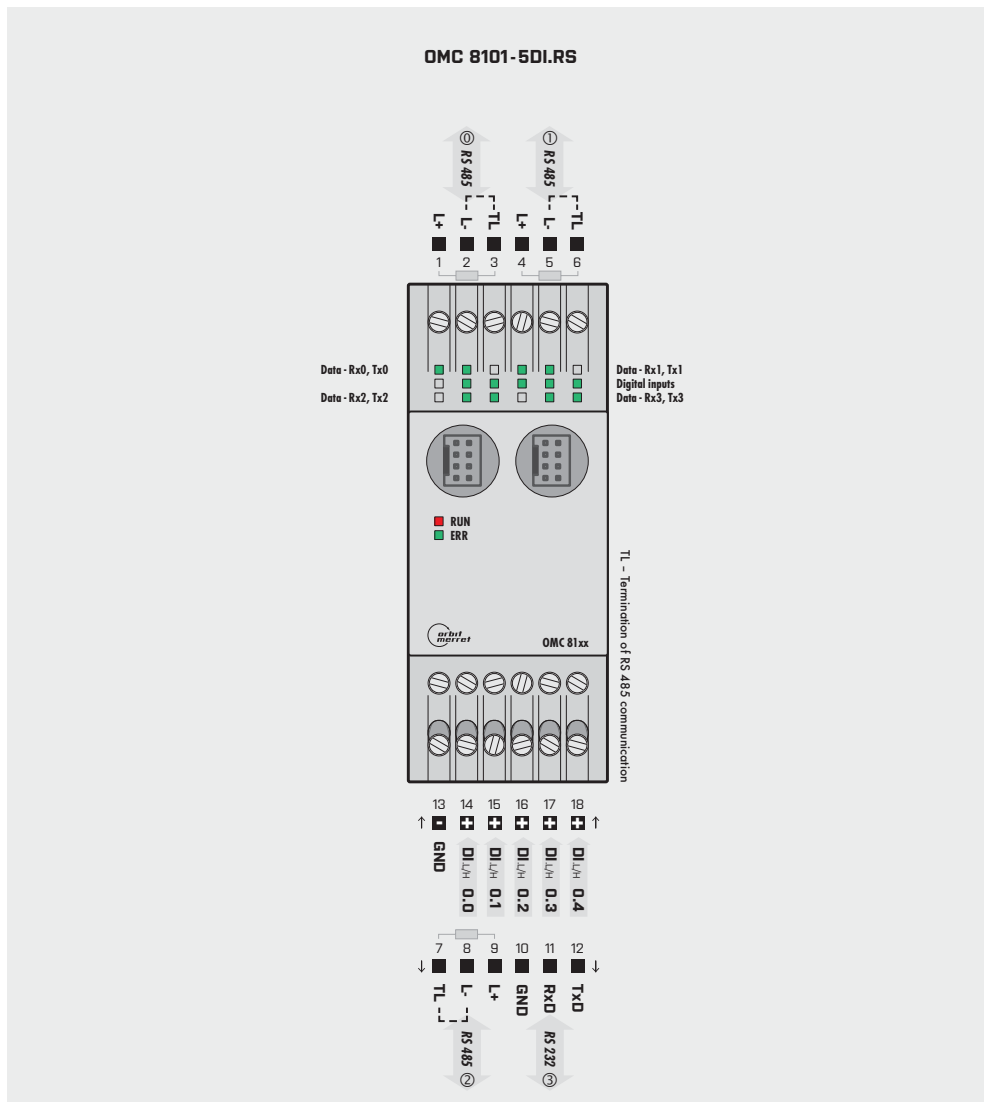 OMC 8101-5DI.RS
⓪ ①
RS 485 RS 485
L+ L- TL L+ L- TL
1 2 3 4 5 6
Data - Rx0, Tx0 Data - Rx1, Tx1
Digital inputs
Data - Rx2, Tx2 Data - Rx3, Tx3
RUN
ERR
TL - Termination of RS 485 communication
orbit
merret
OMC 81xx
13 14 15 16 17 18
↑ - + + + + + ↑
GND DI.L/H 0.0 DI.L/H 0.1 DI.L/H 0.2 DI.L/H 0.3 DI.L/H 0.4
7 8 9 10 11 12
↓ ↓
TL L- L+ GND RxD TxD
RS 485 RS 232
② ③